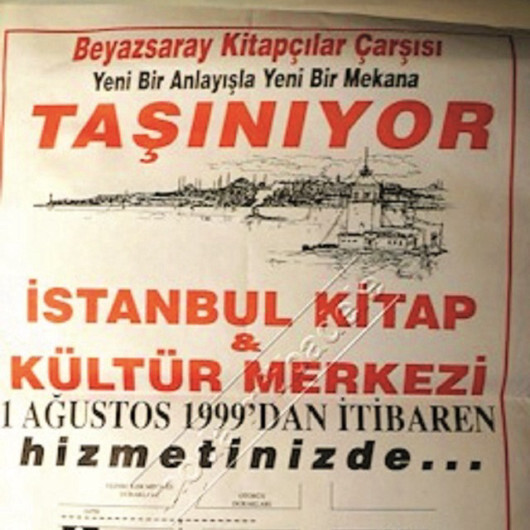 Beyazsaray Kitapçılar Çarşısı
Yeni Bir Anlayışla Yeni Bir Mekana
TAŞINIYOR
İSTANBUL KİTAP
&
KÜLTÜR MERKEZİ
1 AĞUSTOS 1999’DAN İTİBAREN
hizmetinizde...